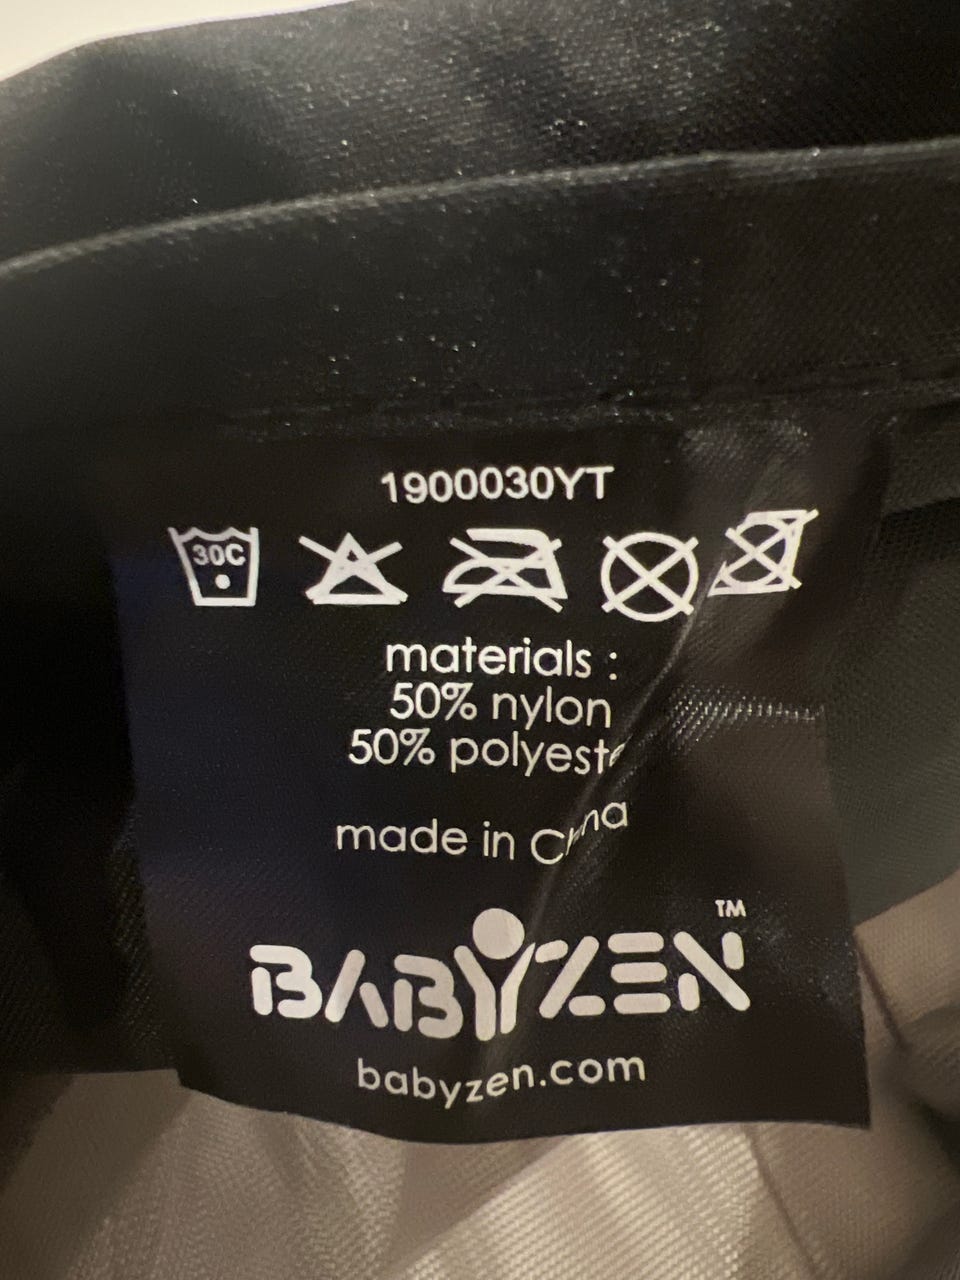 1900030YT
30C
materials :
50% nylon
50% polyeste
made in China
BABYZEN™
babyzen.com